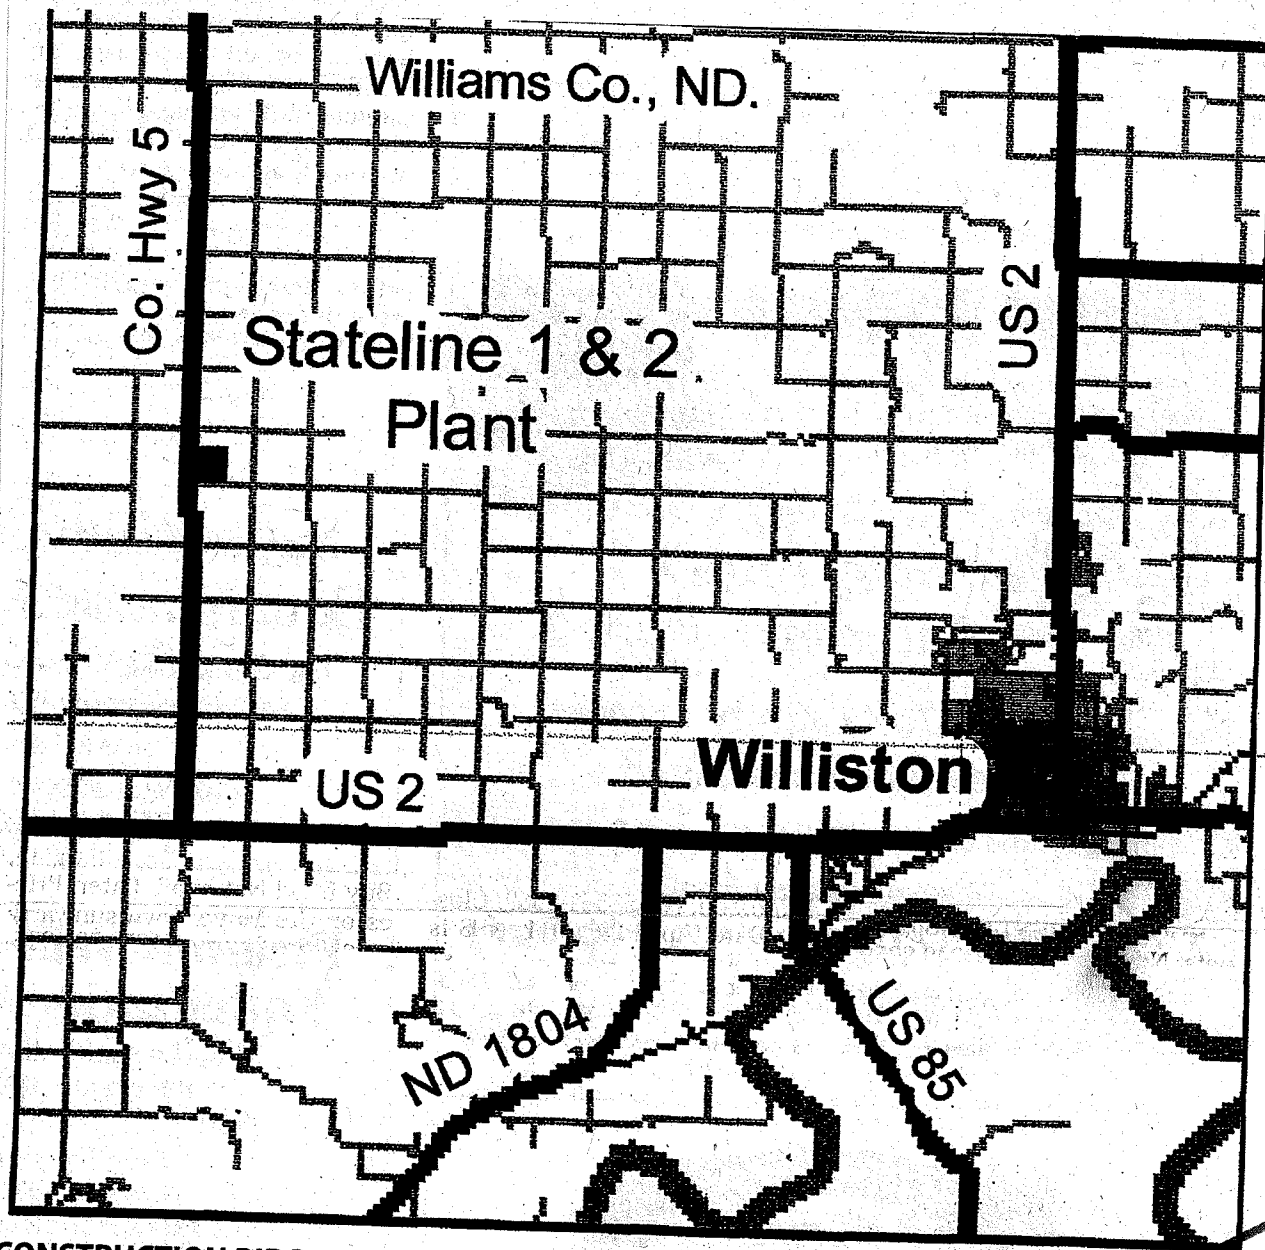 Williams Co., ND.
Co. Hwy 5
US 2
Stateline 1 & 2
Plant
US 2
Williston
ND 1804
US 85